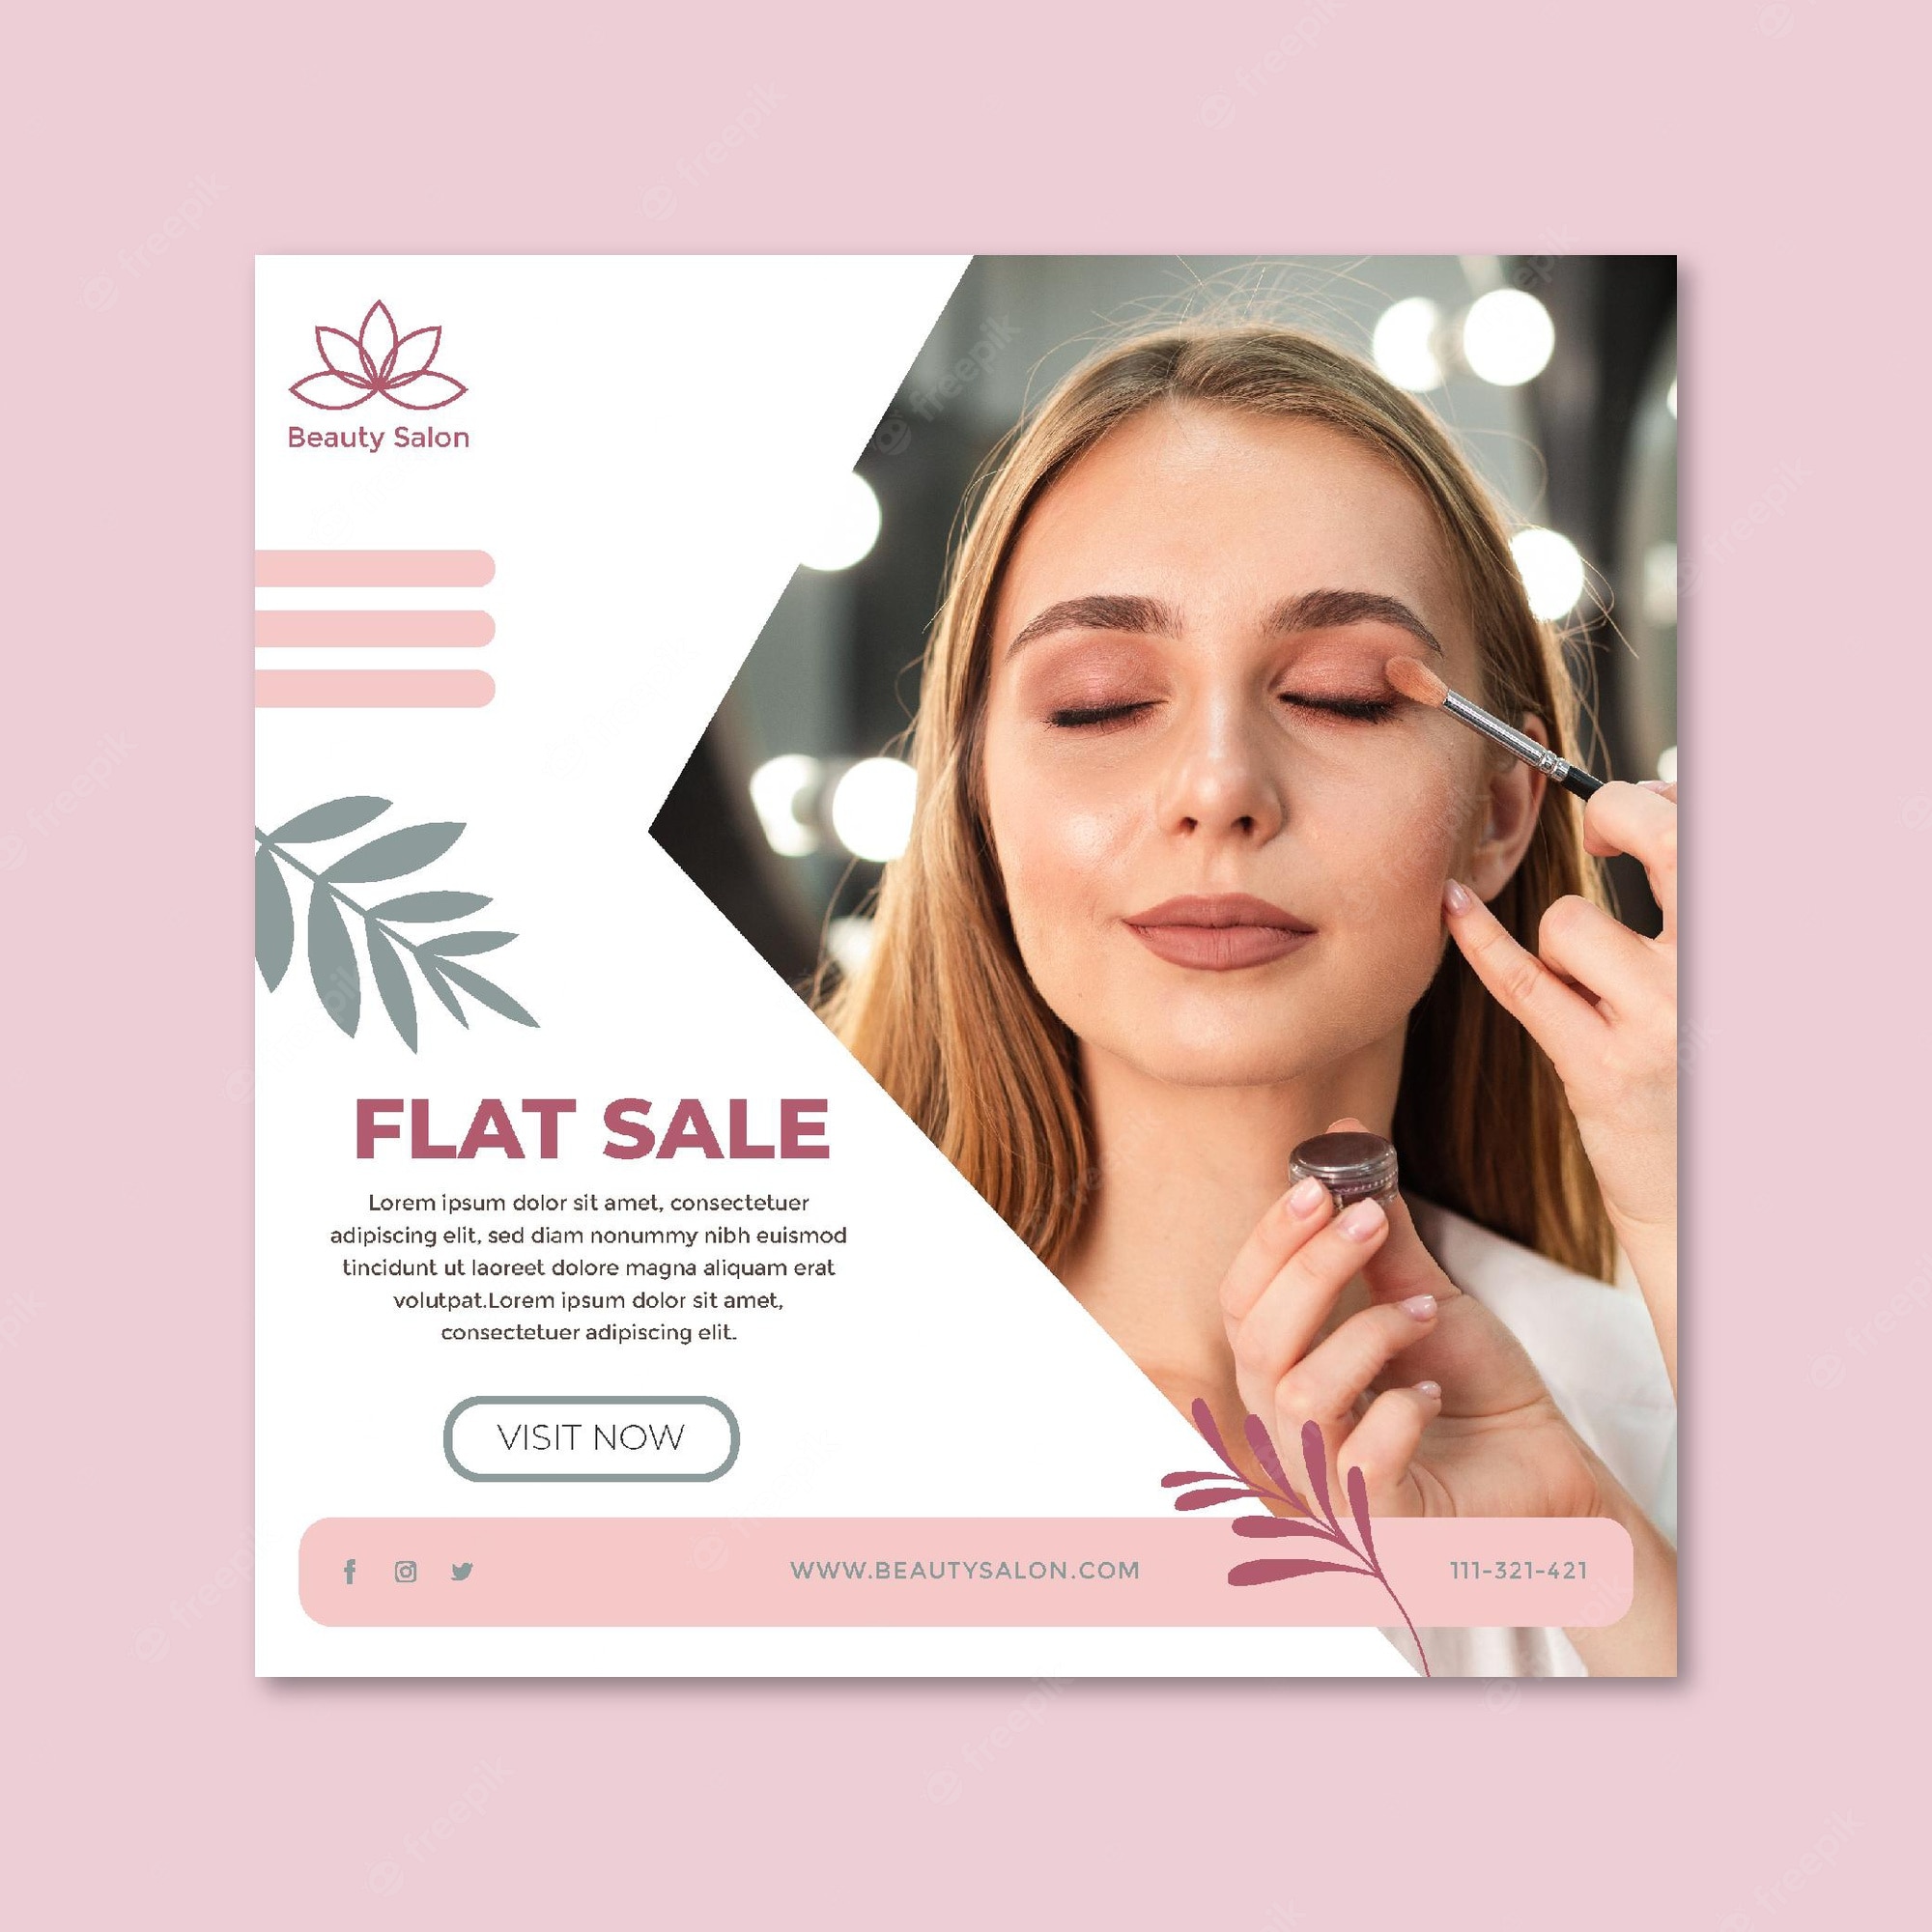 Beauty Salon
FLAT SALE
Lorem ipsum dolor sit amet, consectetuer
adipiscing elit, sed diam nonummy nibh euismod
tincidunt ut laoreet dolore magna aliquam erat
volutpat.Lorem ipsum dolor sit amet,
consectetuer adipiscing elit.
VISIT NOW
WWW.BEAUTYSALON.COM
111-321-421
freepik